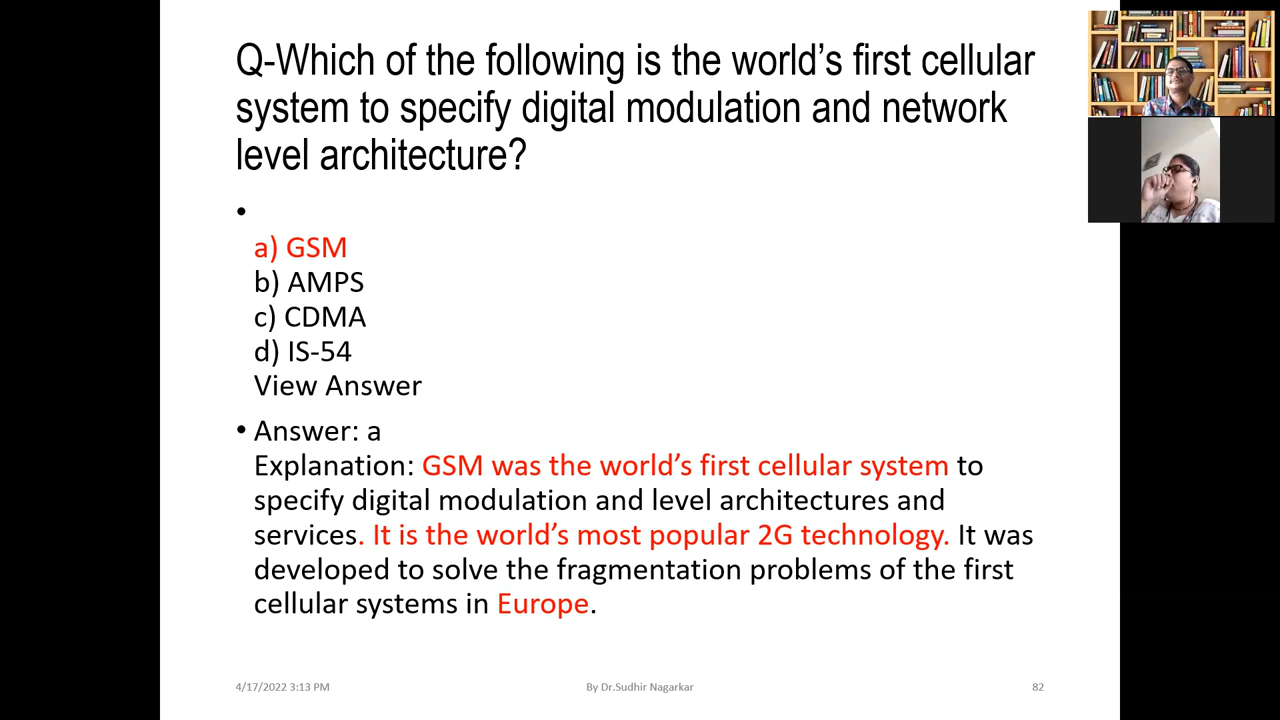 Q-Which of the following is the world’s first cellular
system to specify digital modulation and network
level architecture?
•
a) GSM
b) AMPS
c) CDMA
d) IS-54
View Answer
• Answer: a
Explanation: GSM was the world’s first cellular system to
specify digital modulation and level architectures and
services. It is the world’s most popular 2G technology. It was
developed to solve the fragmentation problems of the first
cellular systems in Europe.
4/17/2022 3:13 PM
By Dr.Sudhir Nagarkar
82